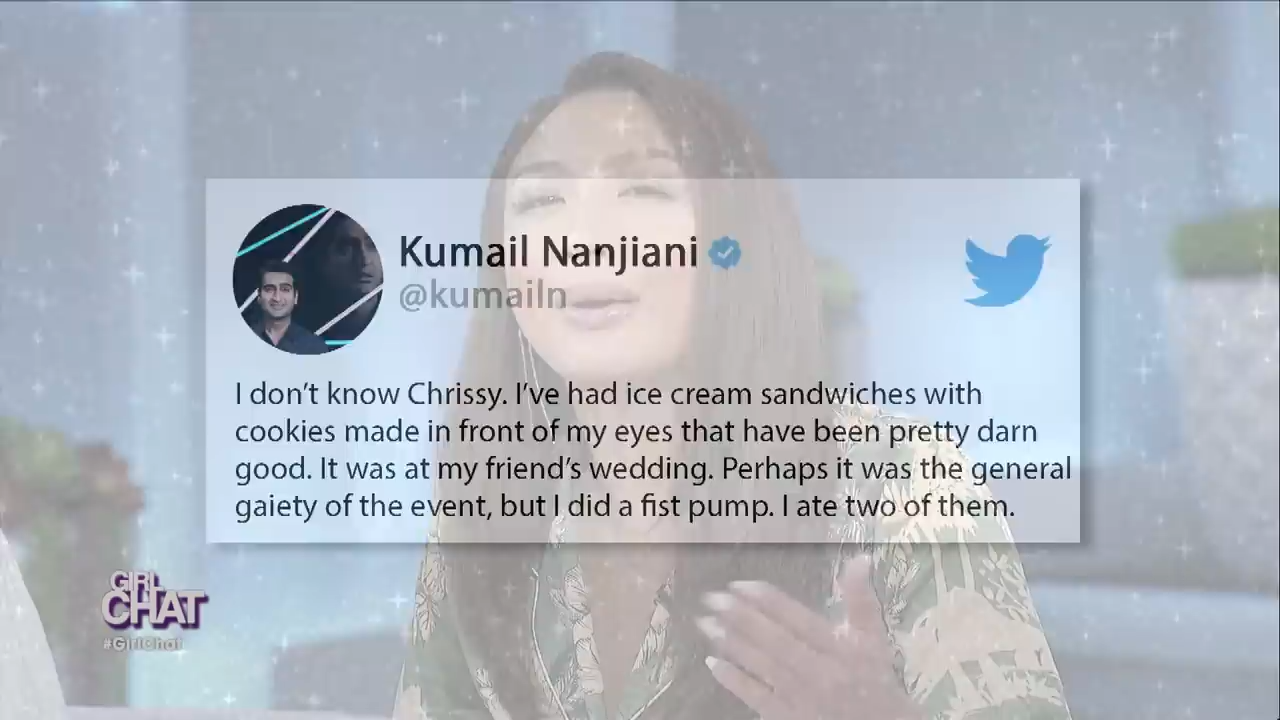 Kumail Nanjiani
@kumailn
I don’t know Chrissy. I’ve had ice cream sandwiches with
cookies made in front of my eyes that have been pretty darn
good. It was at my friend’s wedding. Perhaps it was the general
gaiety of the event, but I did a fist pump. I ate two of them.
GIRL
CHAT
#GirlChat